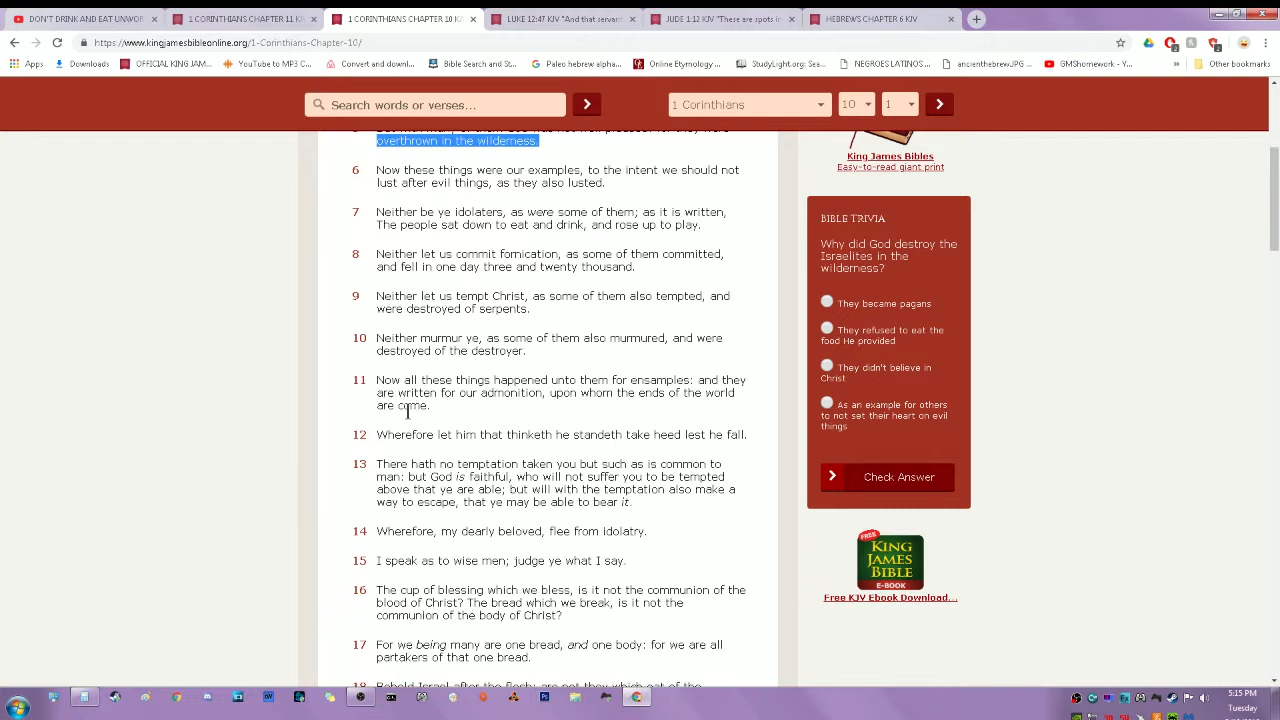 DON'T DRINK AND EAT UNWOR
1 CORINTHIANS CHAPTER 11 K
1 CORINTHIANS CHAPTER 10 K
"And that servant,
JUDE 1:12 KJV "These are spots i
HEBREWS CHAPTER 6 KJV
https://www.kingjamesbibleonline.org/1-Corinthians-Chapter-10/
Apps
Downloads
OFFICIAL KING JAM...
YouTube to MP3 C...
Convert and downl...
Bible Search and St...
Paleo hebrew alpha...
Online Etymology ...
StudyLight.org: Sea...
NEGROES LATINOS ...
ancienthebrewJPG ...
GMShomework - Y...
Other bookmarks
Search words or verses...
1 Corinthians
10
1
overthrown in the wilderness.
6 Now these things were our examples, to the intent we should not
lust after evil things, as they also lusted.
7 Neither be ye idolaters, as were some of them; as it is written,
The people sat down to eat and drink, and rose up to play.
8 Neither let us commit fornication, as some of them committed,
and fell in one day three and twenty thousand.
9 Neither let us tempt Christ, as some of them also tempted, and
were destroyed of serpents.
10 Neither murmur ye, as some of them also murmured, and were
destroyed of the destroyer.
11 Now all these things happened unto them for ensamples: and they
are written for our admonition, upon whom the ends of the world
are come.
12 Wherefore let him that thinketh he standeth take heed lest he fall.
13 There hath no temptation taken you but such as is common to
man: but God is faithful, who will not suffer you to be tempted
above that ye are able; but will with the temptation also make a
way to escape, that ye may be able to bear it.
14 Wherefore, my dearly beloved, flee from idolatry.
15 I speak as to wise men; judge ye what I say.
16 The cup of blessing which we bless, is it not the communion of the
blood of Christ? The bread which we break, is it not the
communion of the body of Christ?
17 For we being many are one bread, and one body: for we are all
partakers of that one bread.
King James Bibles
Easy-to-read giant print
BIBLE TRIVIA
Why did God destroy the
Israelites in the
wilderness?
They became pagans
They refused to eat the
food He provided
They didn't believe in
Christ
As an example for others
to not set their heart on evil
things
Check Answer
FREE
KING
JAMES
BIBLE
E-BOOK
Free KJV Ebook Download...
5:15 PM
Tuesday